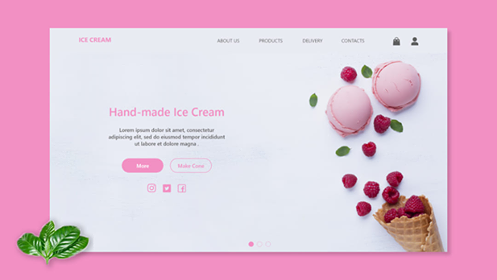 ICE CREAM
ABOUT US PRODUCTS DELIVERY CONTACTS
Hand-made Ice Cream
Lorem ipsum dolor sit amet, consectetur
adipiscing elit, sed do eiusmod tempor incididunt
ut labore et dolore magna .
More Make Cone